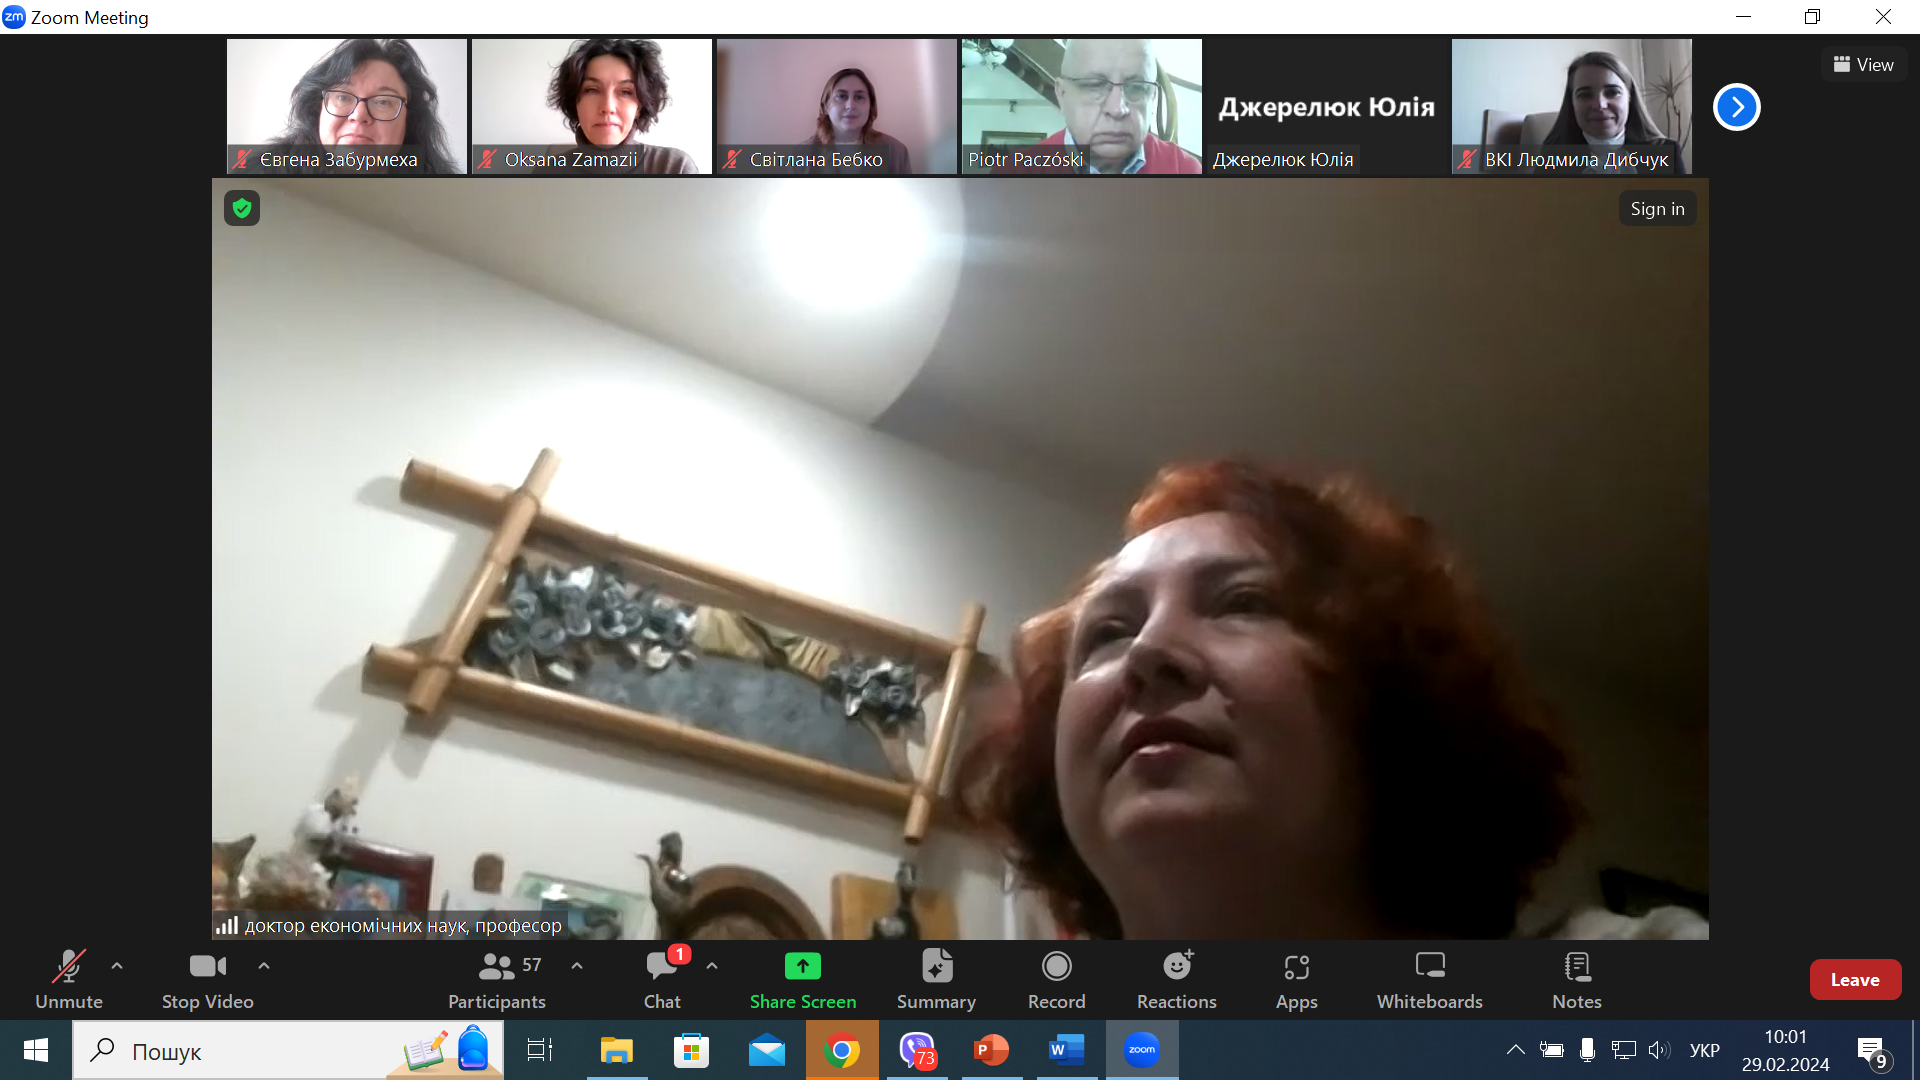 zm Zoom Meeting
Євгена Забурмеха
Oksana Zamazii
Світлана Бебко
Piotr Paczóski
Джерелюк Юлія
Джерелюк Юлія
ВКІ Людмила Дибчук
View
Sign in
доктор економічних наук, професор
Unmute
Stop Video
57
Participants
1
Chat
Share Screen
Summary
Record
Reactions
Apps
Whiteboards
Notes
Leave
Пошук
73
P
W
zoom
УКР
10:01
29.02.2024
9